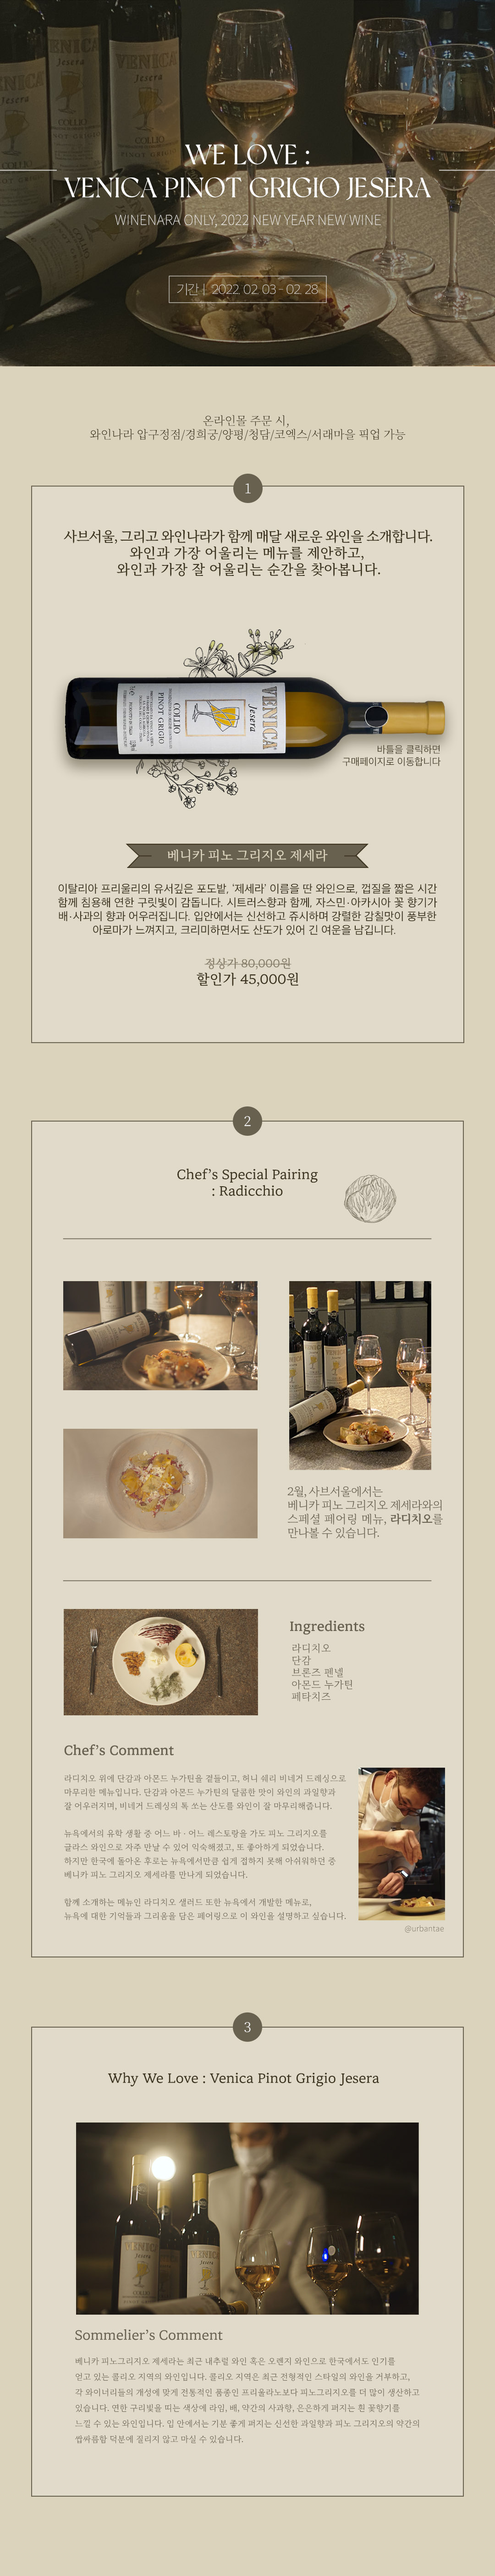 WE LOVE :
VENICA PINOT GRIGIO JESERA
WINENARA ONLY, 2022 NEW YEAR NEW WINE
기간 | 2022. 02. 03 - 02. 28
온라인몰 주문 시,
와인나라 압구정점/경희궁/양평/청담/코엑스/서래마을 픽업 가능
1
사브서울, 그리고 와인나라가 함께 매달 새로운 와인을 소개합니다.
와인과 가장 어울리는 메뉴를 제안하고,
와인과 가장 잘 어울리는 순간을 찾아봅니다.
VENICA
Jesera
COLLIO
PINOT GRIGIO
바틀을 클릭하면
구매페이지로 이동합니다
베니카 피노 그리지오 제세라
이탈리아 프리울리의 유서깊은 포도밭, '제세라' 이름을 딴 와인으로, 껍질을 짧은 시간
함께 침용해 연한 구릿빛이 감돕니다. 시트러스향과 함께, 자스민·아카시아 꽃 향기가
배·사과의 향과 어우러집니다. 입안에서는 신선하고 쥬시하며 강렬한 감칠맛이 풍부한
아로마가 느껴지고, 크리미하면서도 산도가 있어 긴 여운을 남깁니다.
정상가 80,000원
할인가 45,000원
2
Chef's Special Pairing
: Radicchio
2월, 사브서울에서는
베니카 피노 그리지오 제세라와의
스페셜 페어링 메뉴, 라디치오를
만나볼 수 있습니다.
Ingredients
라디치오
단감
브론즈 펜넬
아몬드 누가틴
페타치즈
Chef's Comment
라디치오 위에 단감과 아몬드 누가틴을 곁들이고, 허니 쉐리 비네거 드레싱으로
마무리한 메뉴입니다. 단감과 아몬드 누가틴의 달콤한 맛이 와인의 과일향과
잘 어우러지며, 비네거 드레싱의 톡 쏘는 산도를 와인이 잘 마무리해줍니다.
뉴욕에서의 유학 생활 중 어느 바 · 어느 레스토랑을 가도 피노 그리지오를
글라스 와인으로 자주 만날 수 있어 익숙해졌고, 또 좋아하게 되었습니다.
하지만 한국에 돌아온 후로는 뉴욕에서만큼 쉽게 접하지 못해 아쉬워하던 중
베니카 피노 그리지오 제세라를 만나게 되었습니다.
함께 소개하는 메뉴인 라디치오 샐러드 또한 뉴욕에서 개발한 메뉴로,
뉴욕에 대한 기억들과 그리움을 담은 페어링으로 이 와인을 설명하고 싶습니다.
@urbantae
3
Why We Love : Venica Pinot Grigio Jesera
VENICA
Jesera
Sommelier's Comment
베니카 피노그리지오 제세라는 최근 내추럴 와인 혹은 오렌지 와인으로 한국에서도 인기를
얻고 있는 콜리오 지역의 와인입니다. 콜리오 지역은 최근 전형적인 스타일의 와인을 거부하고,
각 와이너리들의 개성에 맞게 전통적인 품종인 프리울라노보다 피노그리지오를 더 많이 생산하고
있습니다. 연한 구리빛을 띠는 색상에 라임, 배, 약간의 사과향, 은은하게 퍼지는 흰 꽃향기를
느낄 수 있는 와인입니다. 입 안에서는 기분 좋게 퍼지는 신선한 과일향과 피노 그리지오의 약간의
쌉싸름함 덕분에 질리지 않고 마실 수 있습니다.